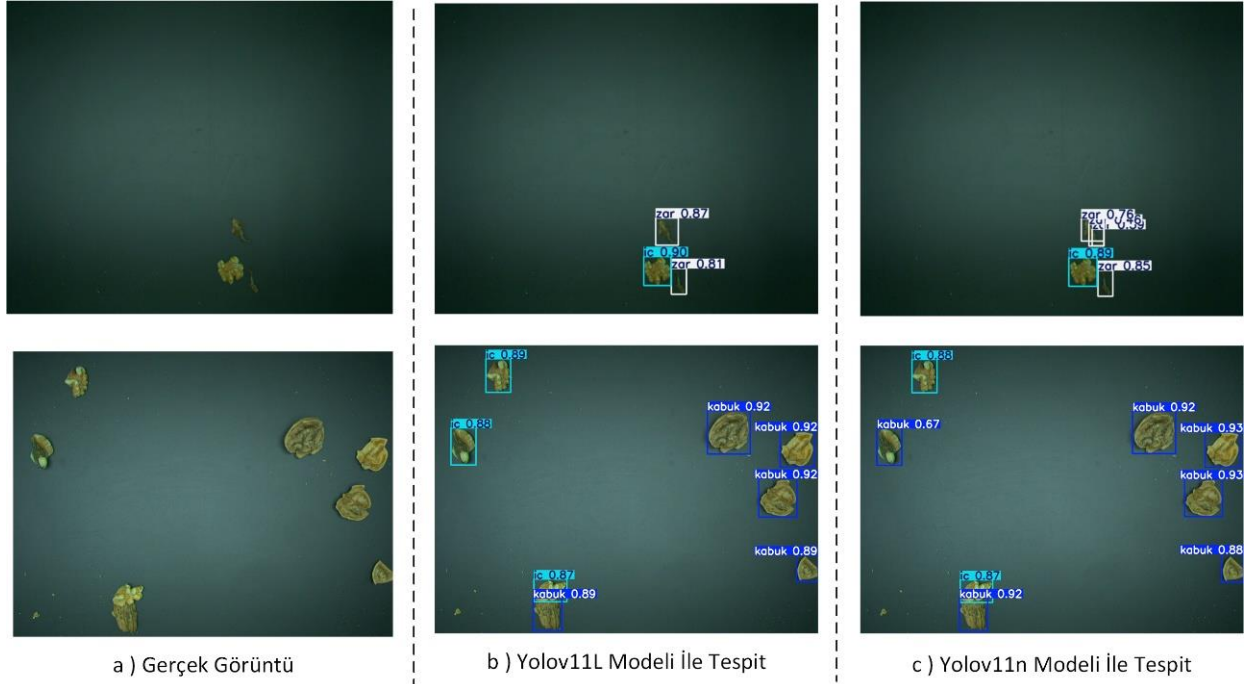 zar 0.87
ic 0.90
zar 0.81
zar 0.76
ic 0.89
zar 0.85
ic 0.89
ic 0.88
kabuk 0.92
kabuk 0.92
kabuk 0.92
kabuk 0.89
ic 0.87
kabuk 0.89
ic 0.88
kabuk 0.67
kabuk 0.92
kabuk 0.93
kabuk 0.93
kabuk 0.88
ic 0.87
kabuk 0.92
a ) Gerçek Görüntü
b ) Yolov11L Modeli İle Tespit
c ) Yolov11n Modeli İle Tespit